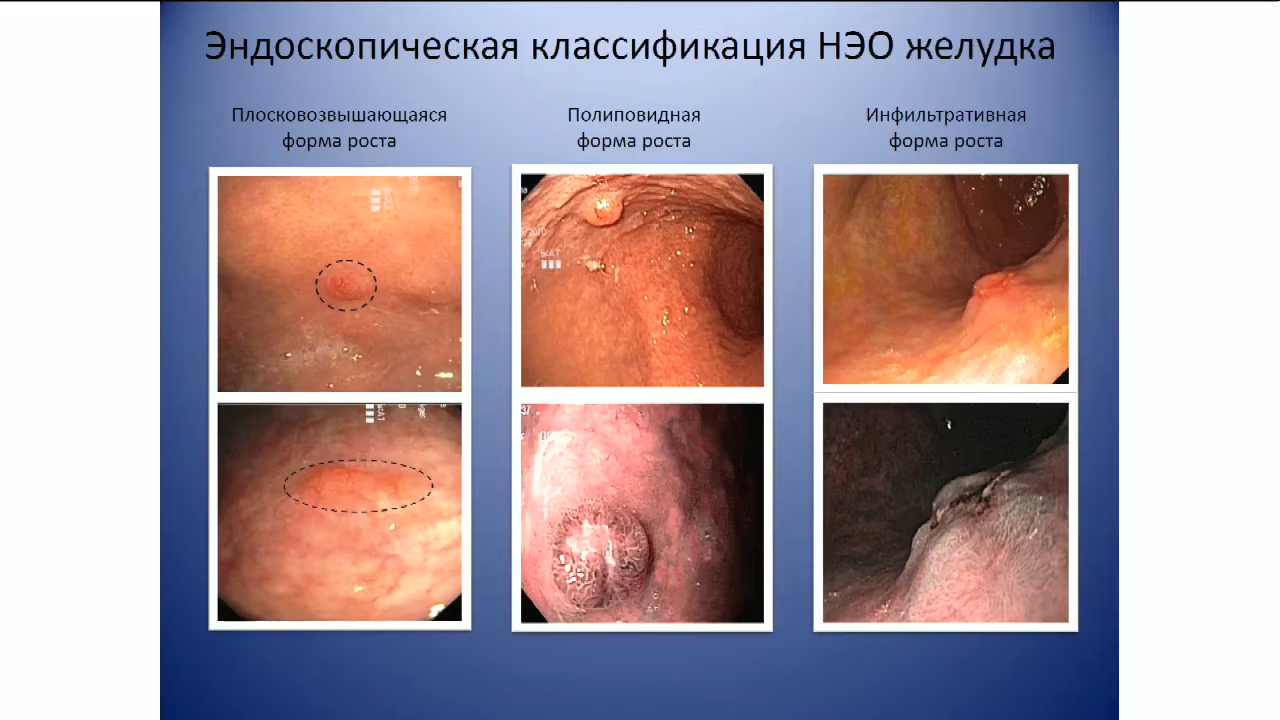 Эндоскопическая классификация НЭО желудка
Плосковозвышающаяся
форма роста
Полиповидная
форма роста
Инфильтративная
форма роста